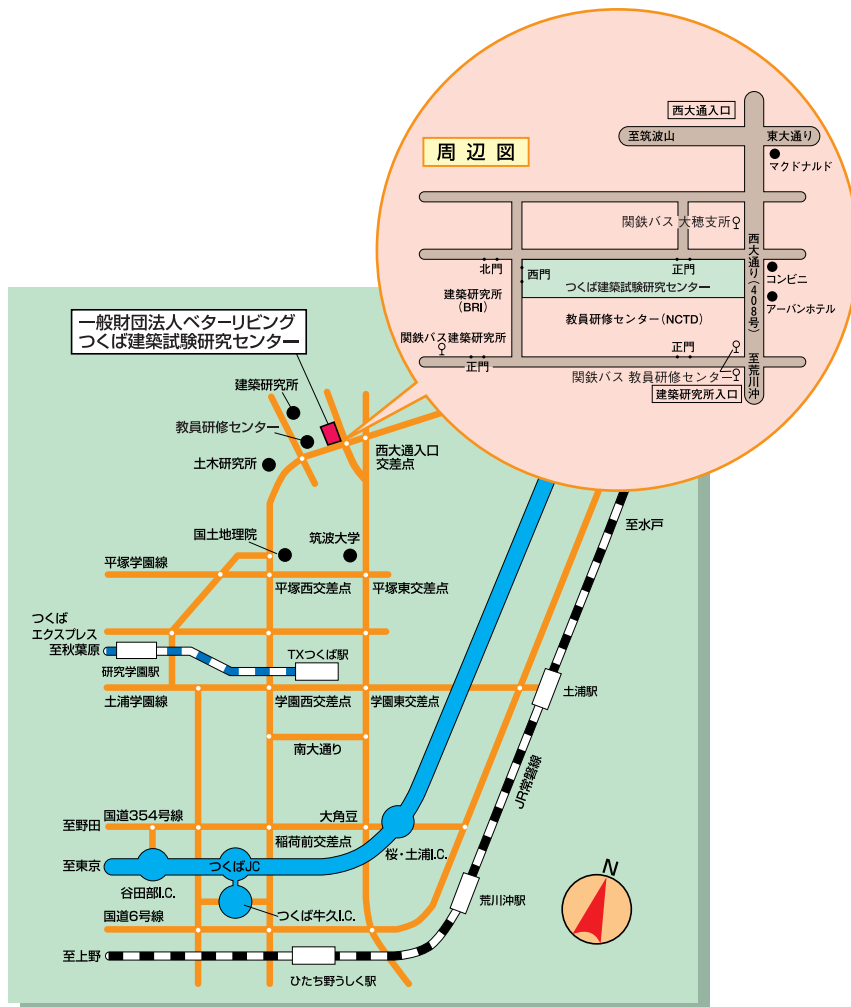 西大通入口
至筑波山
東大通り
マクドナルド
周辺図
関鉄バス 大穂支所
西大通り(408号)
至荒川沖
北門
西門
正門
コンビニ
つくば建築試験研究センター
アーバンホテル
建築研究所
(BRI)
教員研修センター(NCTD)
関鉄バス建築研究所
正門
正門
関鉄バス 教員研修センター
建築研究所入口
一般財団法人ベターリビング
つくば建築試験研究センター
建築研究所
教員研修センター
土木研究所
西大通入口
交差点
国土地理院
筑波大学
至水戸
平塚学園線
平塚西交差点
平塚東交差点
つくば
エクスプレス
至秋葉原
研究学園駅
TXつくば駅
土浦学園線
学園西交差点
学園東交差点
土浦駅
南大通り
JR常磐線
国道354号線
大角豆
至野田
稲荷前交差点
桜・土浦I.C.
至東京
つくばJC
谷田部I.C.
つくば牛久I.C.
荒川沖駅
N
国道6号線
至上野
ひたち野うしく駅